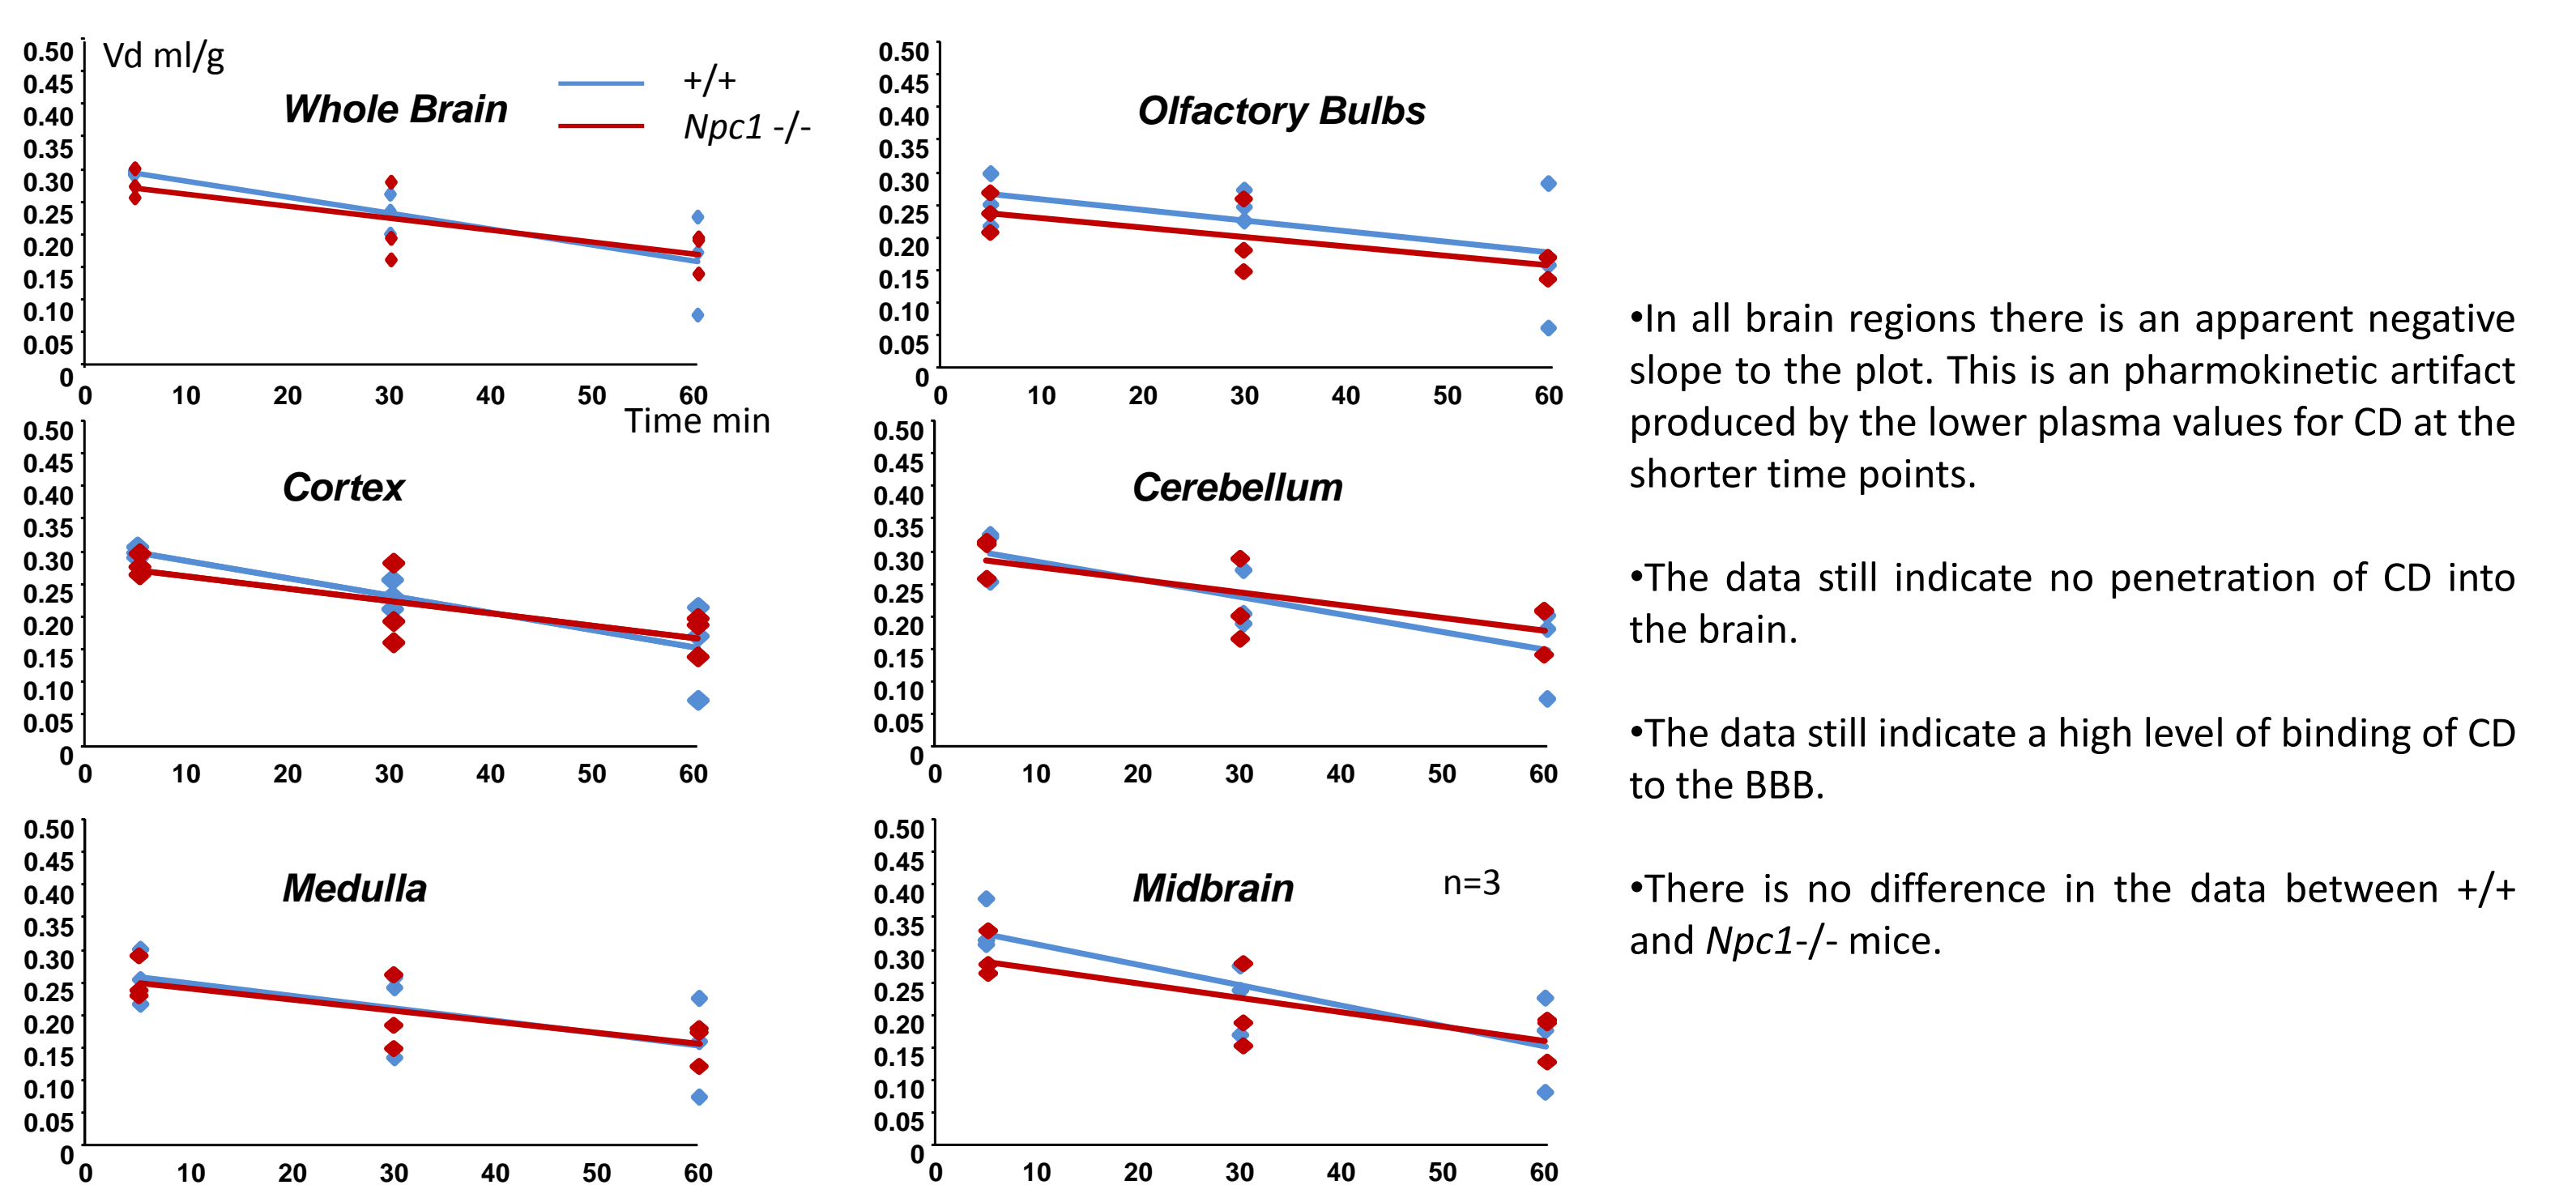 Vd ml/g
+/+
Npc1 -/-
Whole Brain
0.50
0.45
0.40
0.35
0.30
0.25
0.20
0.15
0.10
0.05
0
0 10 20 30 40 50 60
Time min
Olfactory Bulbs
0.50
0.45
0.40
0.35
0.30
0.25
0.20
0.15
0.10
0.05
0
0 10 20 30 40 50 60
Cortex
0.50
0.45
0.40
0.35
0.30
0.25
0.20
0.15
0.10
0.05
0
0 10 20 30 40 50 60
Cerebellum
0.50
0.45
0.40
0.35
0.30
0.25
0.20
0.15
0.10
0.05
0
0 10 20 30 40 50 60
Medulla
0.50
0.45
0.40
0.35
0.30
0.25
0.20
0.15
0.10
0.05
0
0 10 20 30 40 50 60
Midbrain
n=3
0.50
0.45
0.40
0.35
0.30
0.25
0.20
0.15
0.10
0.05
0
0 10 20 30 40 50 60
•In all brain regions there is an apparent negative
slope to the plot. This is an pharmokinetic artifact
produced by the lower plasma values for CD at the
shorter time points.
•The data still indicate no penetration of CD into
the brain.
•The data still indicate a high level of binding of CD
to the BBB.
•There is no difference in the data between +/+
and Npc1-/- mice.